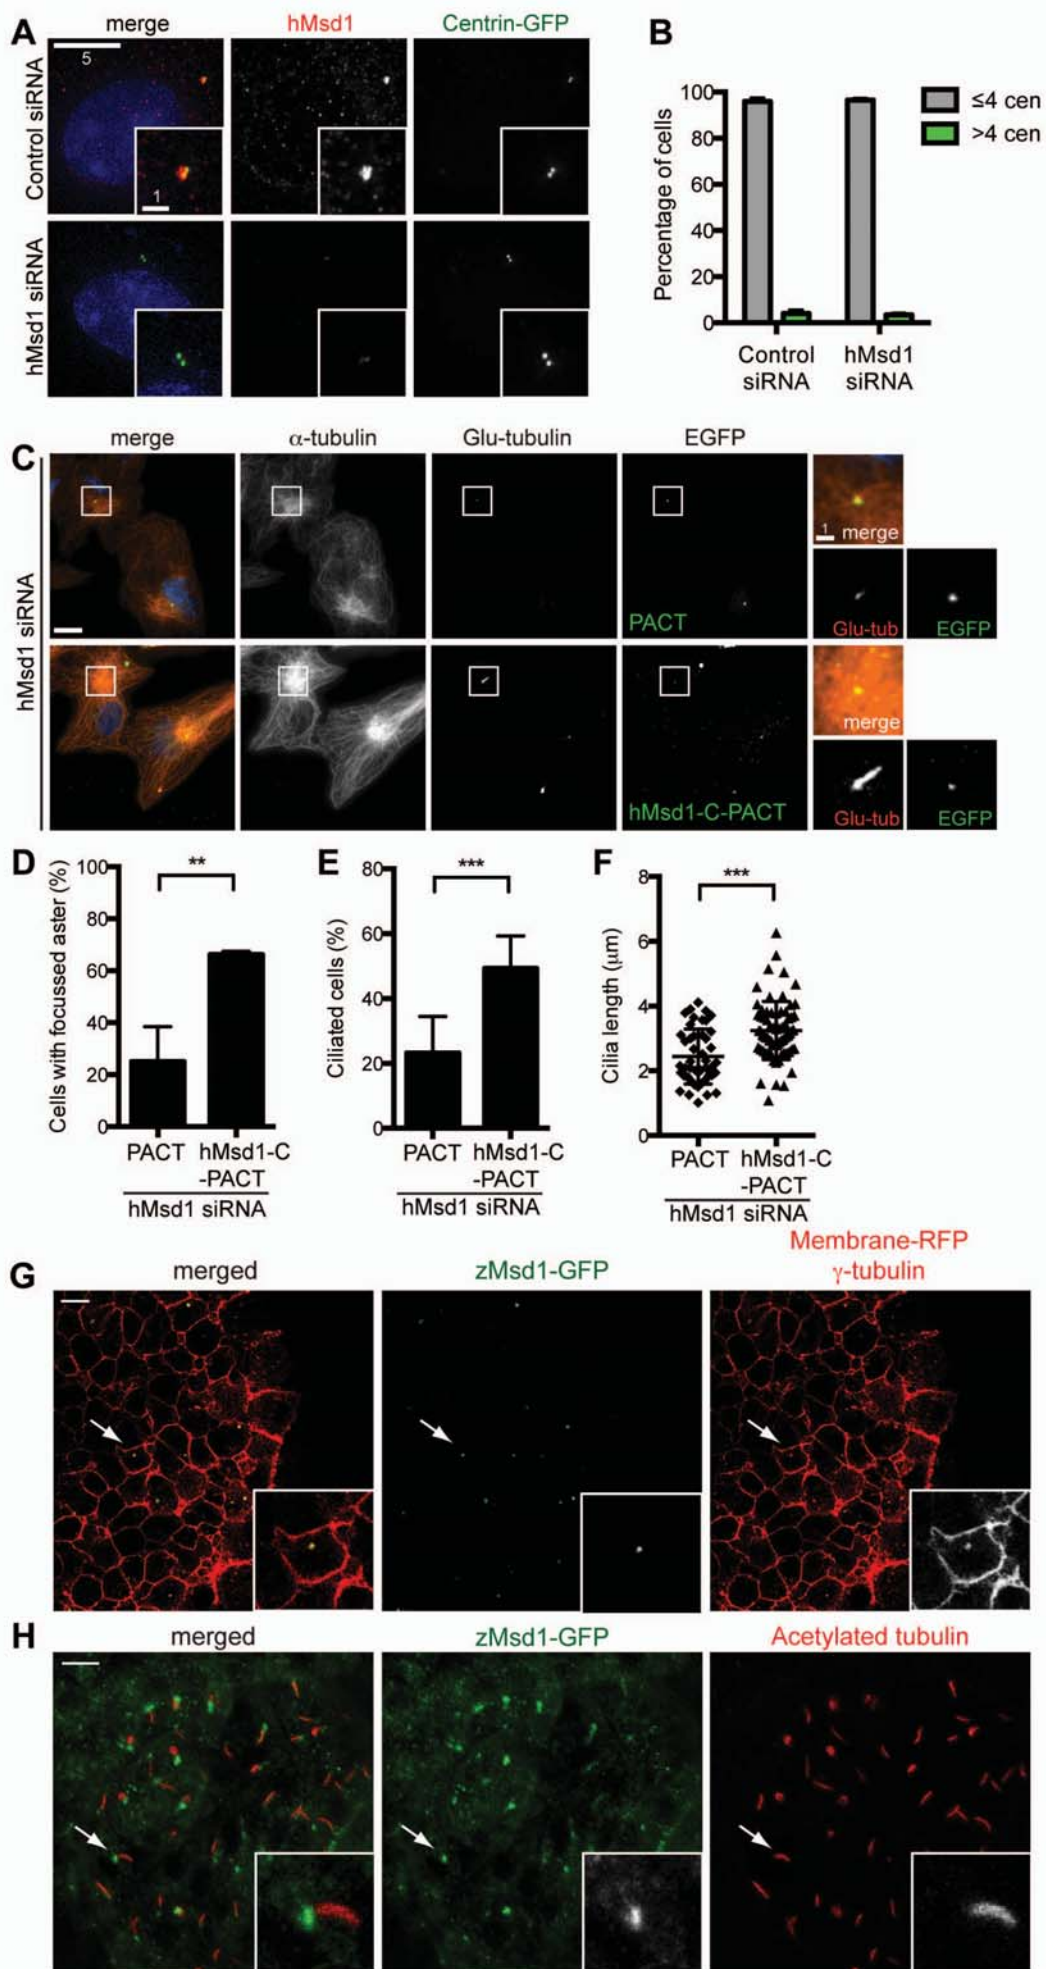 A
merge
hMsd1
Centrin-GFP
Control siRNA
5
1
hMsd1 siRNA
B
Percentage of cells
100
80
60
40
20
0
Control siRNA
hMsd1 siRNA
≤4 cen
>4 cen
C
merge
α-tubulin
Glu-tubulin
EGFP
hMsd1 siRNA
PACT
1
merge
Glu-tub
EGFP
hMsd1-C-PACT
merge
Glu-tub
EGFP
D
Cells with focussed aster (%)
100
80
60
40
20
0
**
PACT
hMsd1-C
-PACT
hMsd1 siRNA
E
Ciliated cells (%)
80
60
40
20
0
***
PACT
hMsd1-C
-PACT
hMsd1 siRNA
F
Cilia length (μm)
8
6
4
2
0
***
PACT
hMsd1-C
-PACT
hMsd1 siRNA
G
merged
zMsd1-GFP
Membrane-RFP
γ-tubulin
H
merged
zMsd1-GFP
Acetylated tubulin